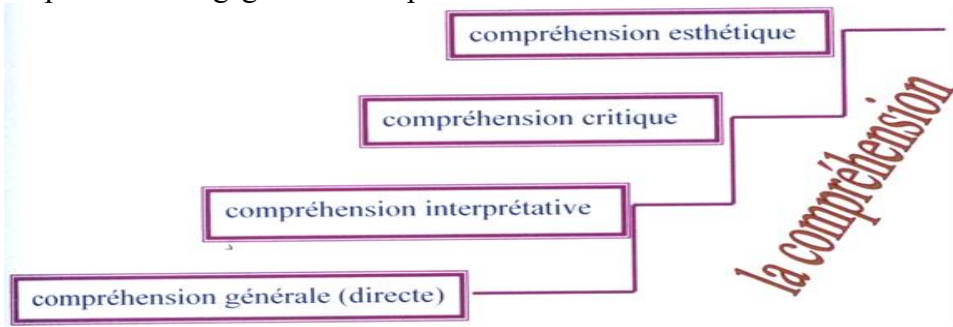 compréhension esthétique
compréhension critique
compréhension interprétative
compréhension générale (directe)
la compréhension